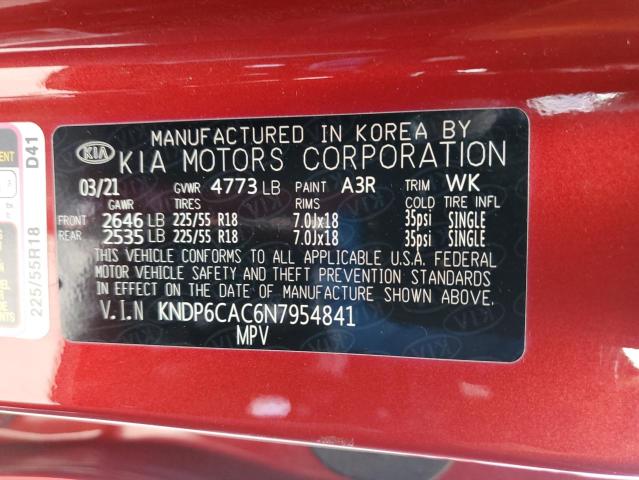 MANUFACTURED IN KOREA BY
KIA KIA MOTORS CORPORATION
03/21 GVWR 4773 LB PAINT A3R TRIM WK
GAWR TIRES RIMS COLD TIRE INFL
FRONT 2646 LB 225/55 R18 7.0Jx18 35psi SINGLE
REAR 2535 LB 225/55 R18 7.0Jx18 35psi SINGLE
THIS VEHICLE CONFORMS TO ALL APPLICABLE U.S.A. FEDERAL
MOTOR VEHICLE SAFETY AND THEFT PREVENTION STANDARDS
IN EFFECT ON THE DATE OF MANUFACTURE SHOWN ABOVE.
V.I.N KNDP6CAC6N7954841
MPV
D41
225/55R18